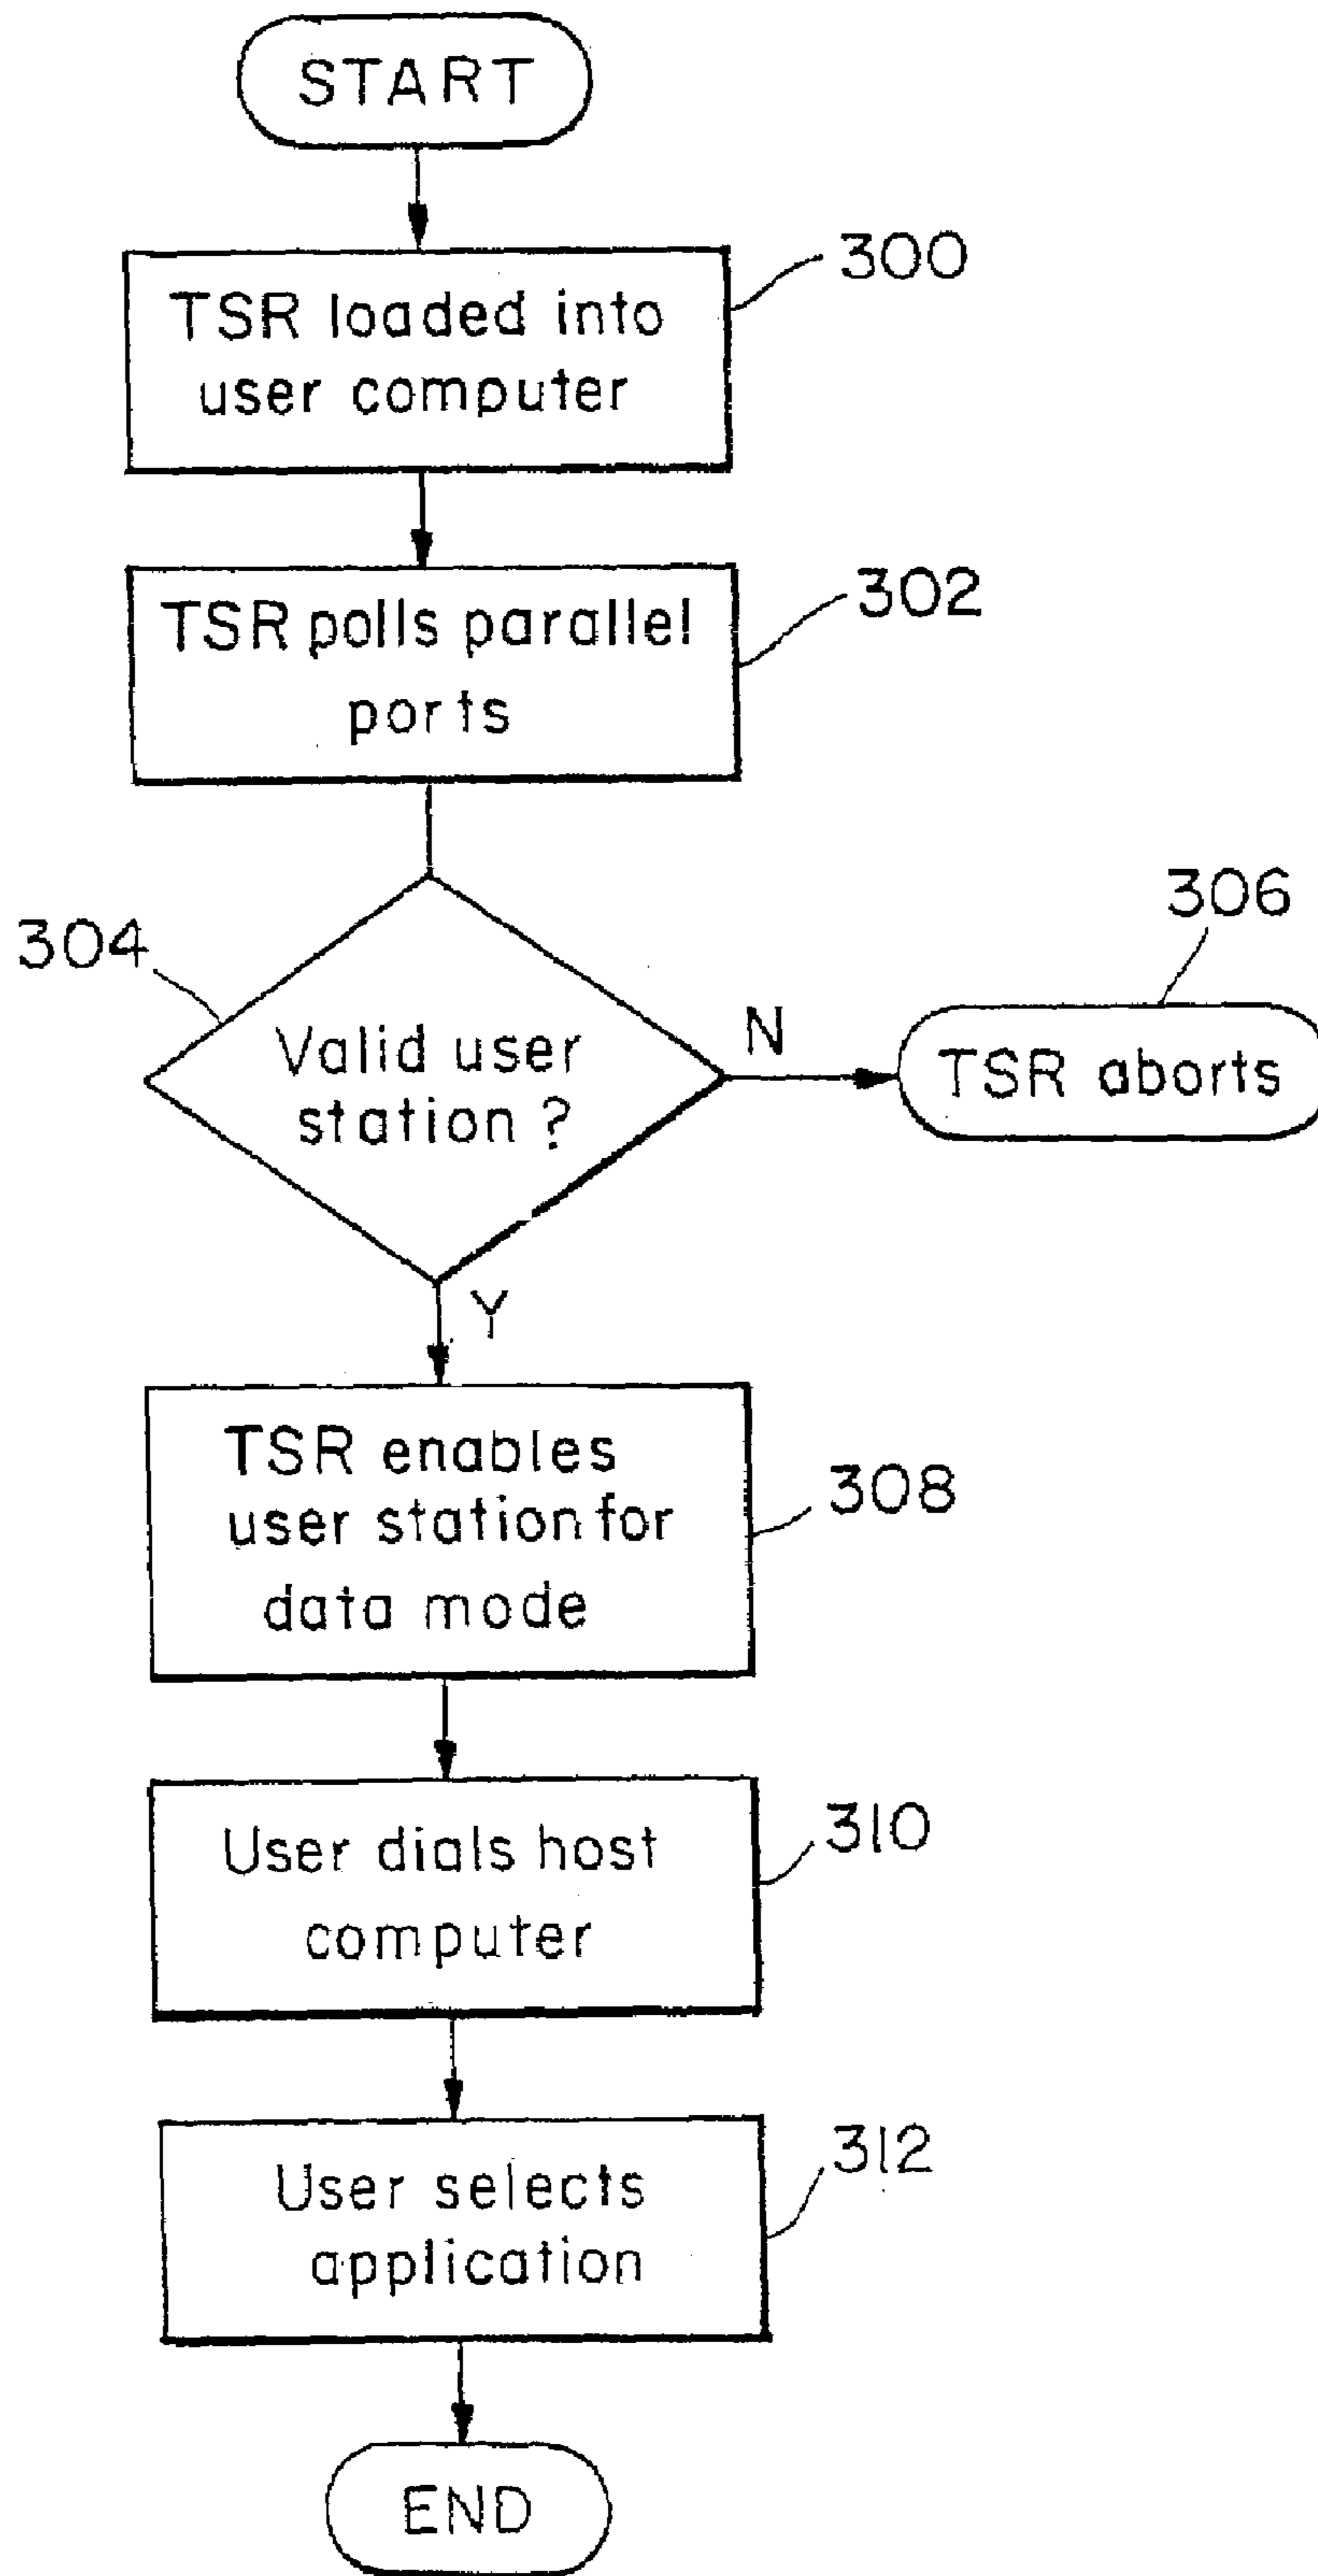 START
300
TSR loaded into
user computer
302
TSR polls parallel
ports
304
306
Valid user
station ?
N
TSR aborts
Y
TSR enables
user station for
data mode
308
310
User dials host
computer
312
User selects
application
END